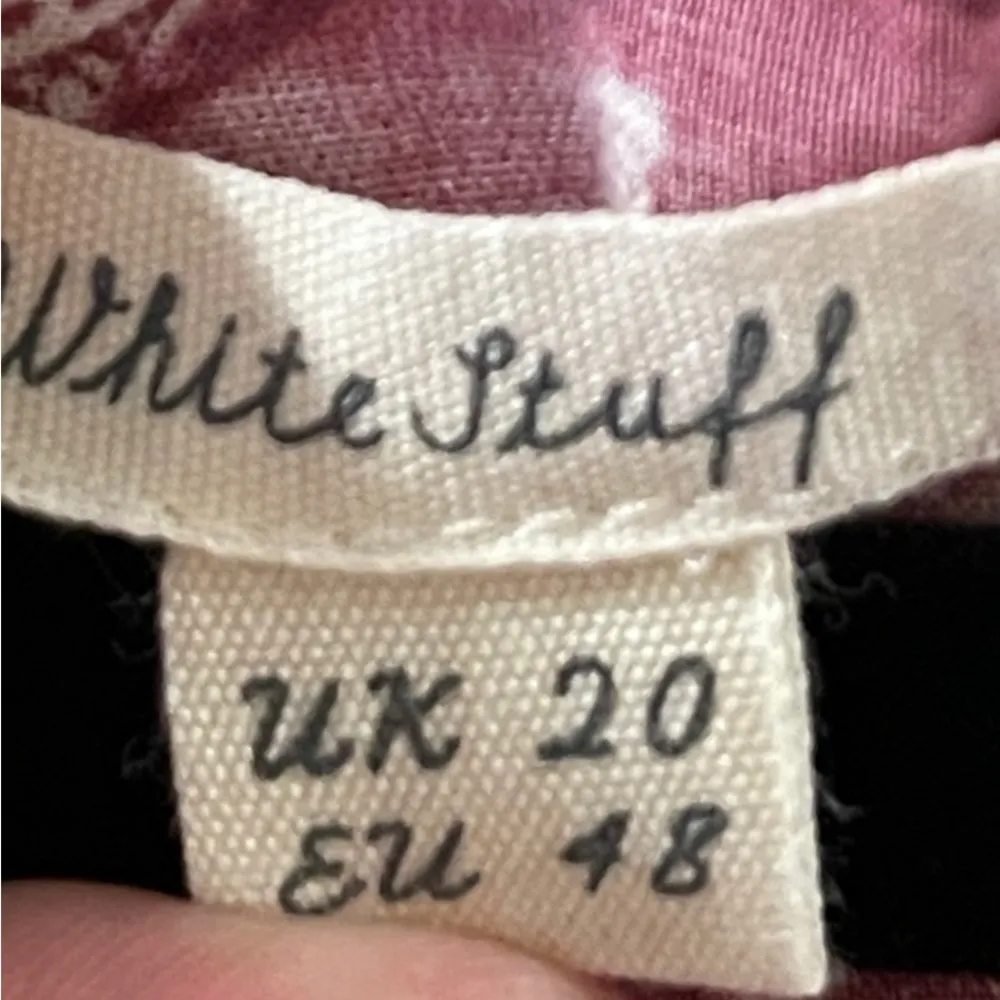 White Stuff
UK 20
EU 48